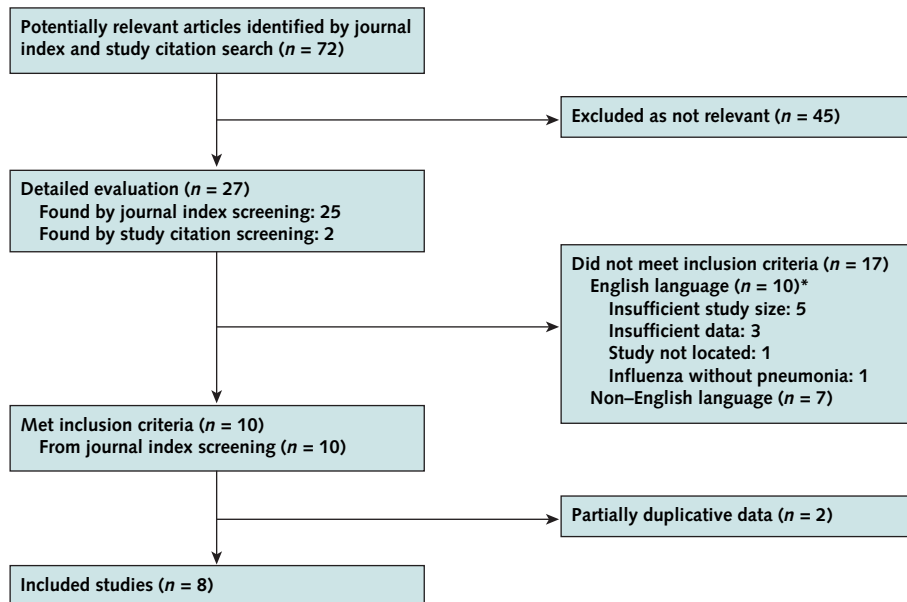 Potentially relevant articles identified by journal
index and study citation search (n = 72)
Excluded as not relevant (n = 45)
Detailed evaluation (n = 27)
Found by journal index screening: 25
Found by study citation screening: 2
Did not meet inclusion criteria (n = 17)
English language (n = 10)*
Insufficient study size: 5
Insufficient data: 3
Study not located: 1
Influenza without pneumonia: 1
Non–English language (n = 7)
Met inclusion criteria (n = 10)
From journal index screening (n = 10)
Partially duplicative data (n = 2)
Included studies (n = 8)